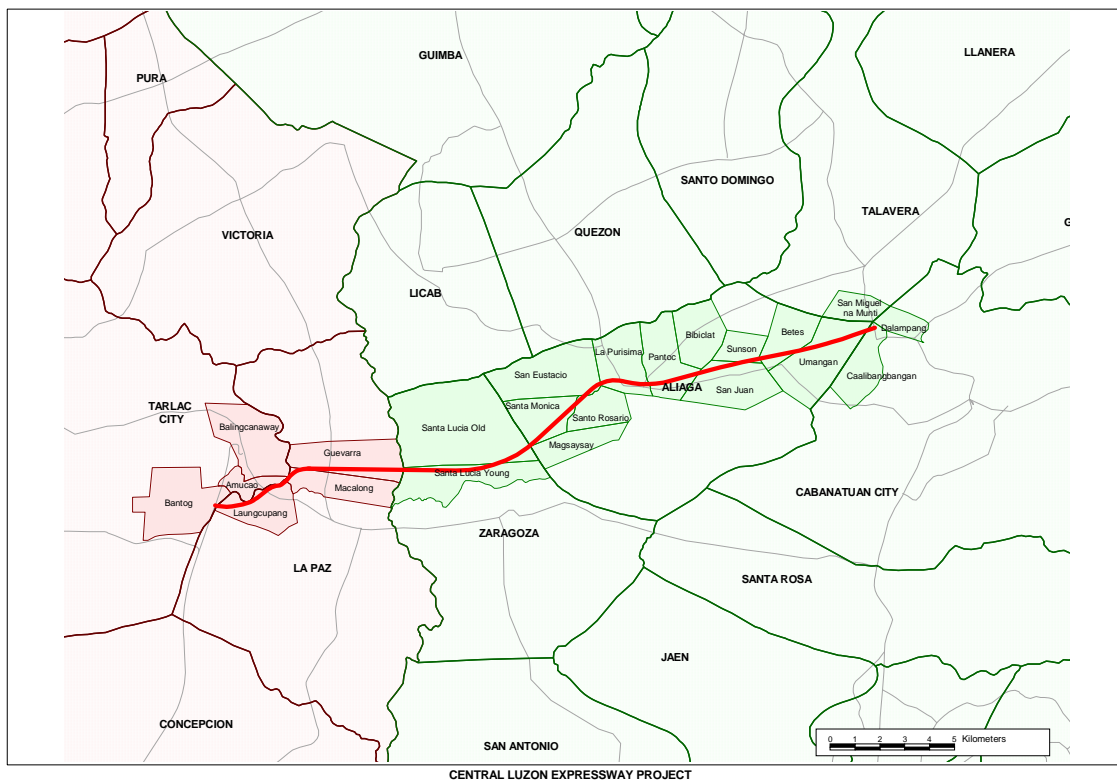 LLANERA
GUIMBA
PURA
SANTO DOMINGO
TALAVERA
G
QUEZON
VICTORIA
LICAB
San Miguel
na Munti
Dalampang
Betes
Bibiclat
Sunson
La Purisima
Pantoc
Umangan
San Eustacio
Caalibangbangan
ALIAGA
San Juan
Santa Monica
TARLAC
CITY
Santo Rosario
Balingcanaway
Santa Lucia Old
Magsaysay
Guevarra
Santa Lucia Young
Amucao
Macalong
CABANATUAN CITY
Bantog
Laungcupang
ZARAGOZA
LA PAZ
SANTA ROSA
JAEN
CONCEPCION
SAN ANTONIO
0 1 2 3 4 5 Kilometers
CENTRAL LUZON EXPRESSWAY PROJECT